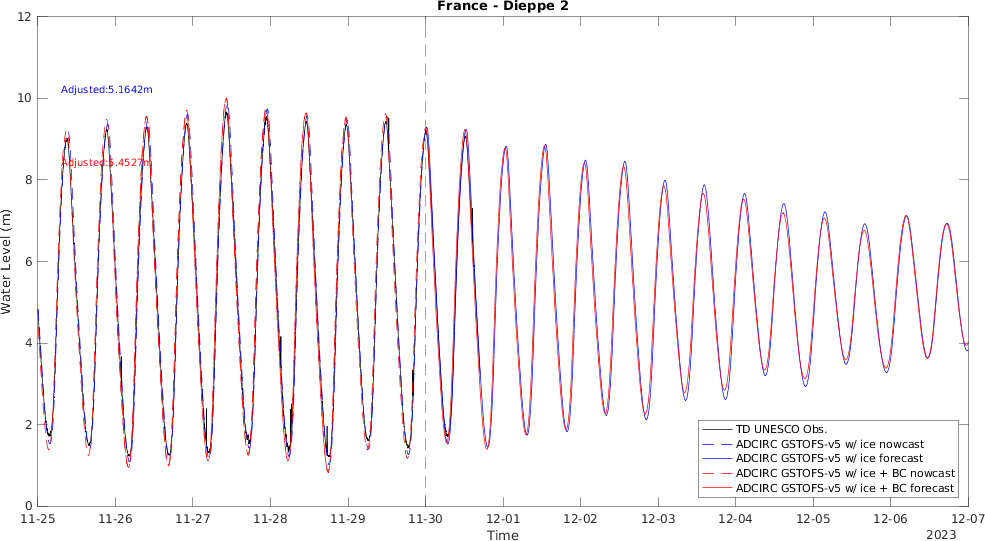 France - Dieppe 2
12
10
8
6
4
2
0
Water Level (m)
Adjusted:5.1642m
Adjusted:5.4527m
TD UNESCO Obs.
ADCIRC GSTOFS-v5 w/ ice nowcast
ADCIRC GSTOFS-v5 w/ ice forecast
ADCIRC GSTOFS-v5 w/ ice + BC nowcast
ADCIRC GSTOFS-v5 w/ ice + BC forecast
11-25 11-26 11-27 11-28 11-29 11-30 12-01 12-02 12-03 12-04 12-05 12-06 12-07
Time
2023